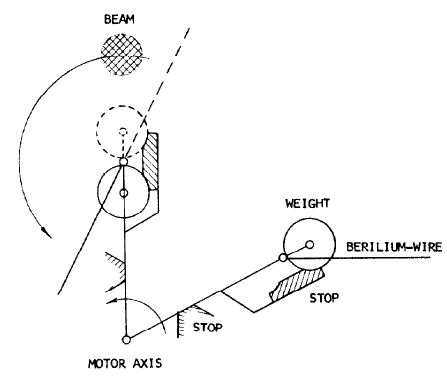 BEAM
WEIGHT
BERILIUM-WIRE
STOP
STOP
MOTOR AXIS